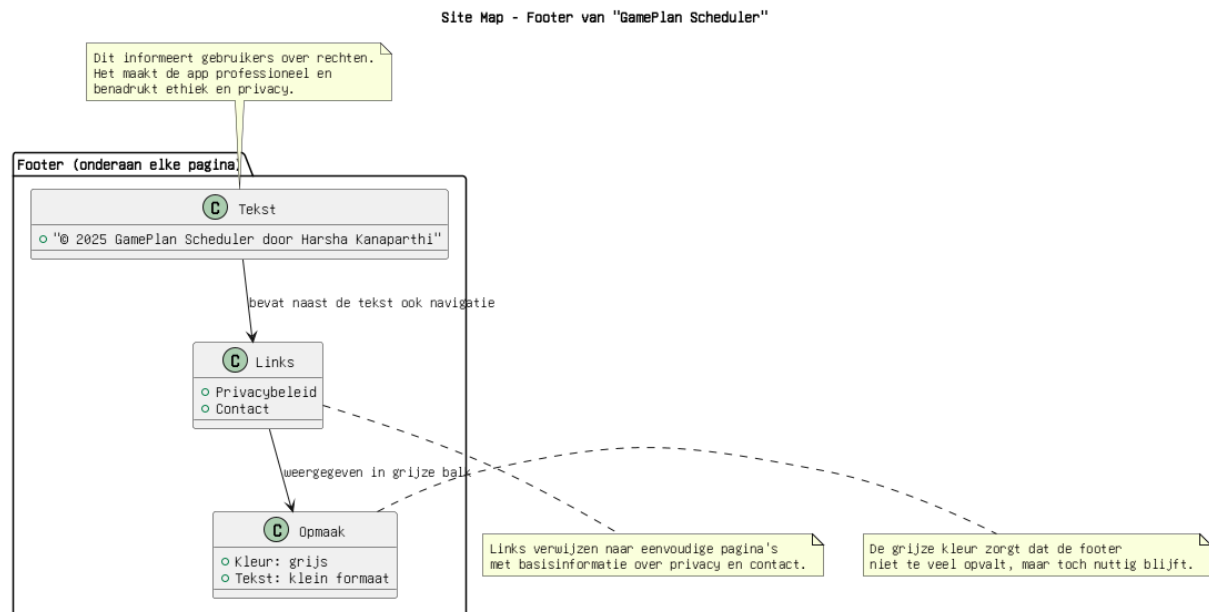 Site Map - Footer van "GamePlan Scheduler"
Dit informeert gebruikers over rechten.
Het maakt de app professioneel en
benadrukt ethiek en privacy.
Footer (onderaan elke pagina)
C Tekst
"© 2025 GamePlan Scheduler door Harsha Kanaparthi"
bevat naast de tekst ook navigatie
C Links
Privacybeleid
Contact
weergegeven in grijze balk
C Opmaak
Kleur: grijs
Tekst: klein formaat
Links verwijzen naar eenvoudige pagina's
met basisinformatie over privacy en contact.
De grijze kleur zorgt dat de footer
niet te veel opvalt, maar toch nuttig blijft.